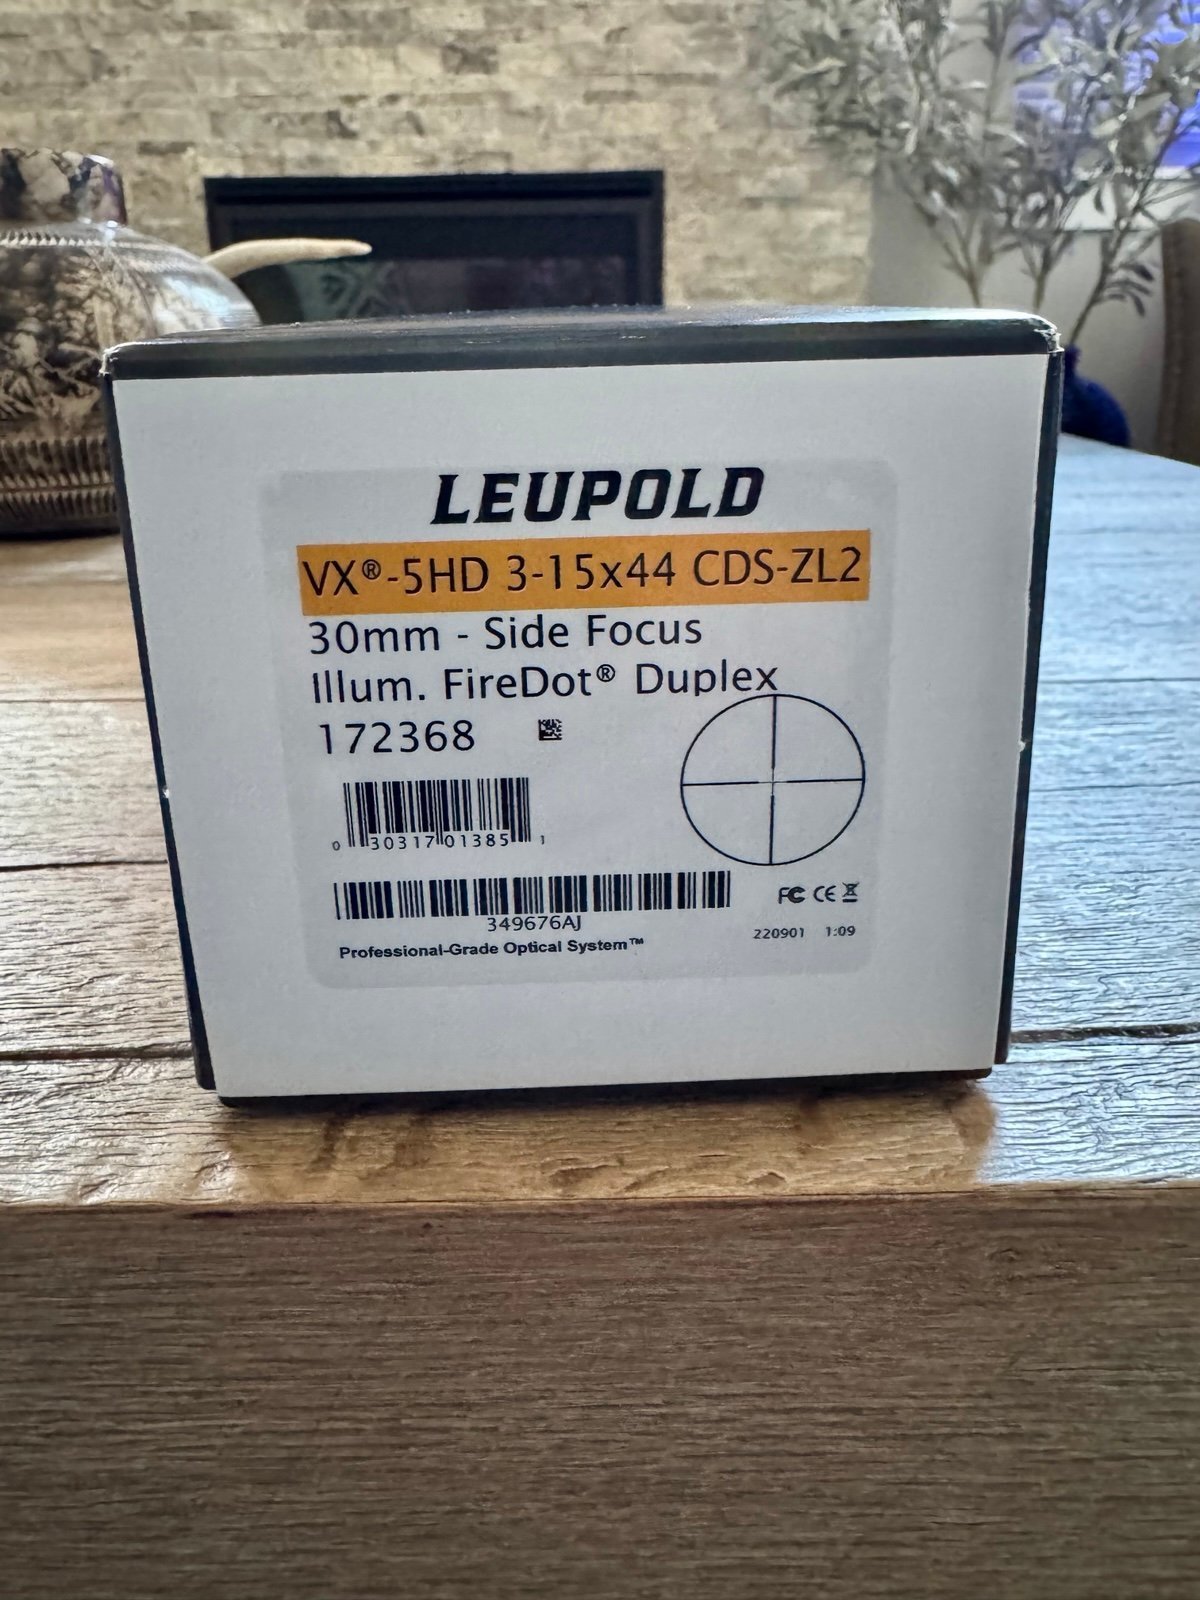 LEUPOLD
VX®-5HD 3-15x44 CDS-ZL2
30mm - Side Focus
Illum. FireDot® Duplex
172368
0 30317 01385 1
349676AJ
FC CE
Professional-Grade Optical System™
220901 1:09